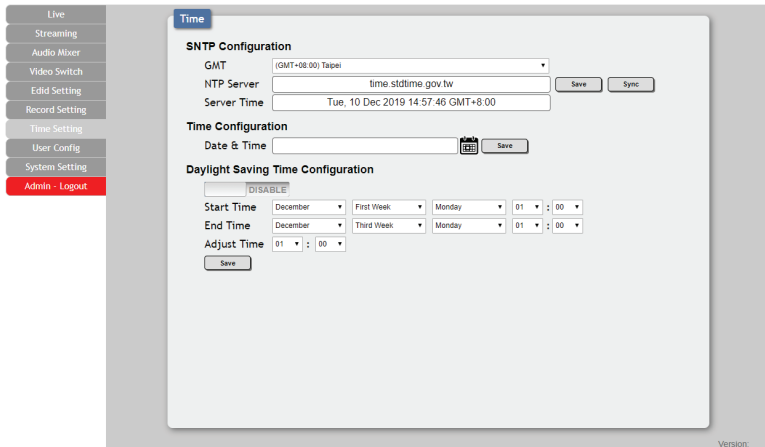 Live
Streaming
Audio Mixer
Video Switch
Edid Setting
Record Setting
Time Setting
User Config
System Setting
Admin - Logout
Time
SNTP Configuration
GMT (GMT+08:00) Taipei
NTP Server time.stdtime.gov.tw Save Sync
Server Time Tue, 10 Dec 2019 14:57:46 GMT+8:00
Time Configuration
Date & Time Save
Daylight Saving Time Configuration
DISABLE
Start Time December First Week Monday 01 : 00
End Time December Third Week Monday 01 : 00
Adjust Time 01 : 00
Save
Version: